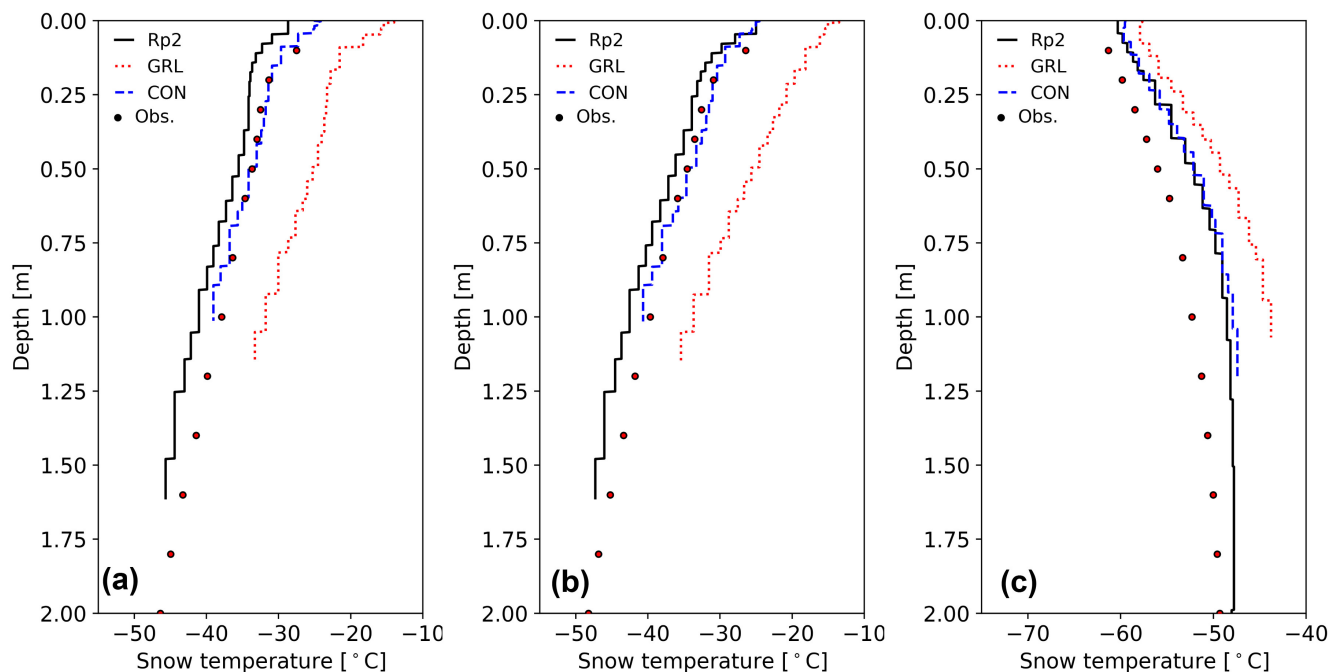 0.00
0.25
0.50
0.75
1.00
1.25
1.50
1.75
2.00
Depth [m]
Rp2
GRL
CON
Obs.
(a)
−50 −40 −30 −20 −10
Snow temperature [°C]
0.00
0.25
0.50
0.75
1.00
1.25
1.50
1.75
2.00
Depth [m]
Rp2
GRL
CON
Obs.
(b)
−50 −40 −30 −20 −10
Snow temperature [°C]
0.00
0.25
0.50
0.75
1.00
1.25
1.50
1.75
2.00
Depth [m]
Rp2
GRL
CON
Obs.
(c)
−70 −60 −50 −40
Snow temperature [°C]